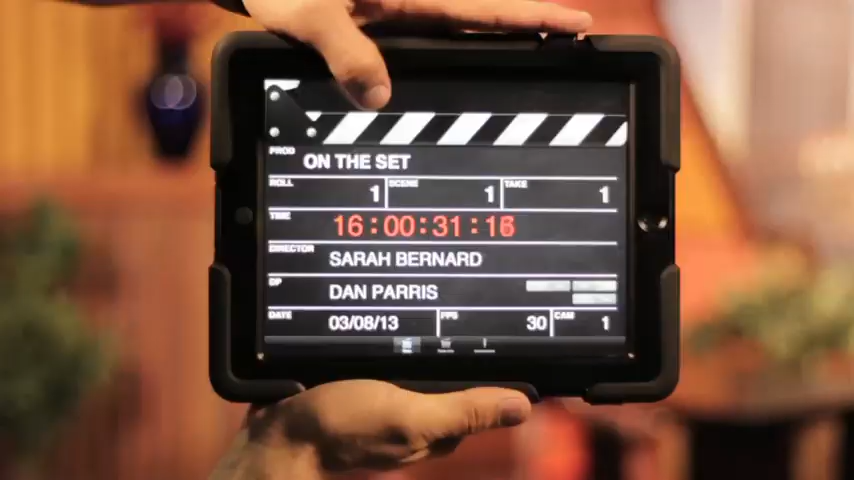 PROD ON THE SET
ROLL 1 SCENE 1 TAKE 1
TIME 16:00:31:16
DIRECTOR SARAH BERNARD
DP DAN PARRIS
DATE 03/08/13 FPS 30 CAM 1